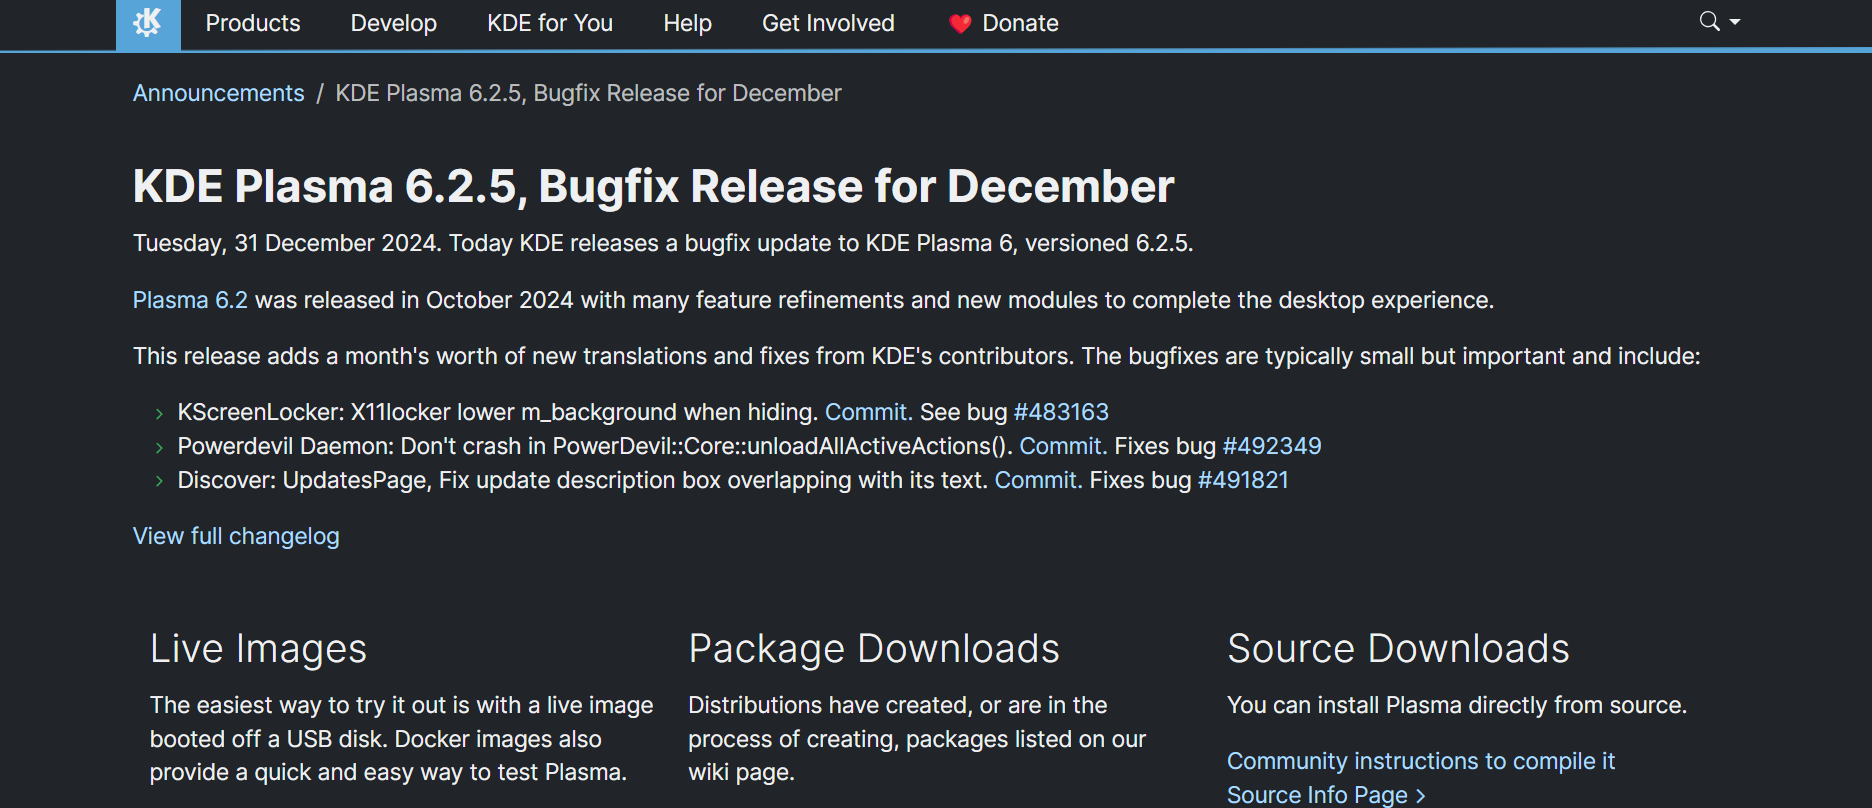 Products Develop KDE for You Help Get Involved Donate
Announcements / KDE Plasma 6.2.5, Bugfix Release for December
KDE Plasma 6.2.5, Bugfix Release for December
Tuesday, 31 December 2024. Today KDE releases a bugfix update to KDE Plasma 6, versioned 6.2.5.
Plasma 6.2 was released in October 2024 with many feature refinements and new modules to complete the desktop experience.
This release adds a month's worth of new translations and fixes from KDE's contributors. The bugfixes are typically small but important and include:
KScreenLocker: X11locker lower m_background when hiding. Commit. See bug #483163
Powerdevil Daemon: Don't crash in PowerDevil::Core::unloadAllActiveActions(). Commit. Fixes bug #492349
Discover: UpdatesPage, Fix update description box overlapping with its text. Commit. Fixes bug #491821
View full changelog
Live Images
The easiest way to try it out is with a live image
booted off a USB disk. Docker images also
provide a quick and easy way to test Plasma.
Package Downloads
Distributions have created, or are in the
process of creating, packages listed on our
wiki page.
Source Downloads
You can install Plasma directly from source.
Community instructions to compile it
Source Info Page